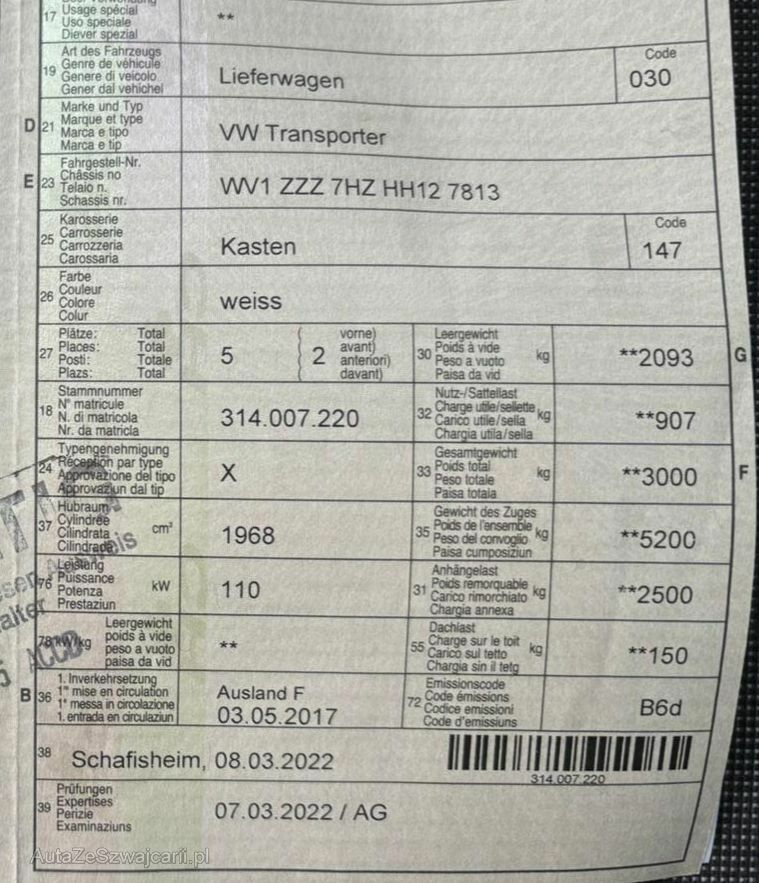 17 Usage spécial
Uso speciale
Diever spezial
**
19 Art des Fahrzeugs
Genre de véhicule
Genere di veicolo
Gener dal vehichel
Lieferwagen
Code
030
D 21 Marke und Typ
Marque et type
Marca e tipo
Marca e tip
VW Transporter
E 23 Fahrgestell-Nr.
Châssis no
Telaio n.
Schassis nr.
WV1 ZZZ 7HZ HH12 7813
25 Karosserie
Carrosserie
Carrozzeria
Carossaria
Kasten
Code
147
26 Farbe
Couleur
Colore
Colur
weiss
27 Plätze: Total
Places: Total
Posti: Totale
Plazs: Total
5
( vorne)
avant)
anteriori)
( davant)
2
30 Leergewicht
Poids à vide
Peso a vuoto
Paisa da vid
kg
**2093
G
18 Stammnummer
N° matricule
N. di matricola
Nr. da matricla
314.007.220
32 Nutz-/Sattellast
Charge utile/sellette kg
Carico utile/sella
Chargia utila/sella
**907
24 Typengenehmigung
Réception par type
Approvazione del tipo
Approvaziun dal tip
X
33 Gesamtgewicht
Poids total
Peso totale
Paisa totala
kg
**3000
F
37 Hubraum
Cylindrée
Cilindrata
Cilindrada
cm³
1968
35 Gewicht des Zuges
Poids de l'ensemble
Peso del convoglio
Paisa cumposiziun
kg
**5200
76 Leistung
Puissance
Potenza
Prestaziun
kW
110
31 Anhängelast
Poids remorquable
Carico rimorchiato kg
Chargia annexa
**2500
78 kW/kg
Leergewicht
poids à vide
peso a vuoto
paisa da vid
**
55 Dachlast
Charge sur le toit
Carico sul tetto
Chargia sin il tetg
kg
**150
B 36 1. Inverkehrsetzung
1re mise en circulation
1a messa in circolazione
1. entrada en circulaziun
Ausland F
03.05.2017
72 Emissionscode
Code émissions
Codice emissioni
Code d'emissiuns
B6d
38 Schafisheim, 08.03.2022
314.007.220
39 Prüfungen
Expertises
Perizie
Examinaziuns
07.03.2022 / AG
AutaZeSzwajcarii.pl